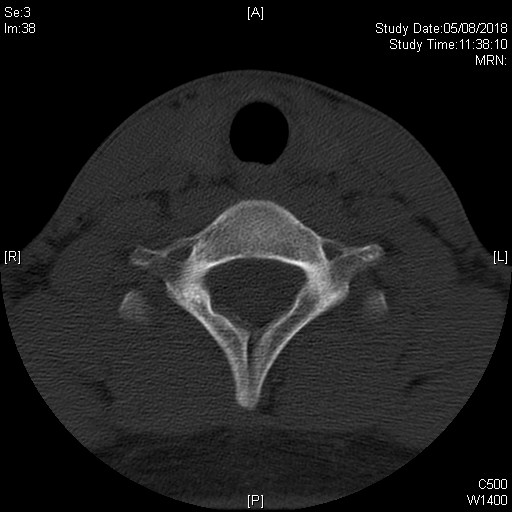 Se:3
Im:38
[A]
Study Date:05/08/2018
Study Time:11:38:10
MRN:
[R]
[L]
[P]
C500
W1400